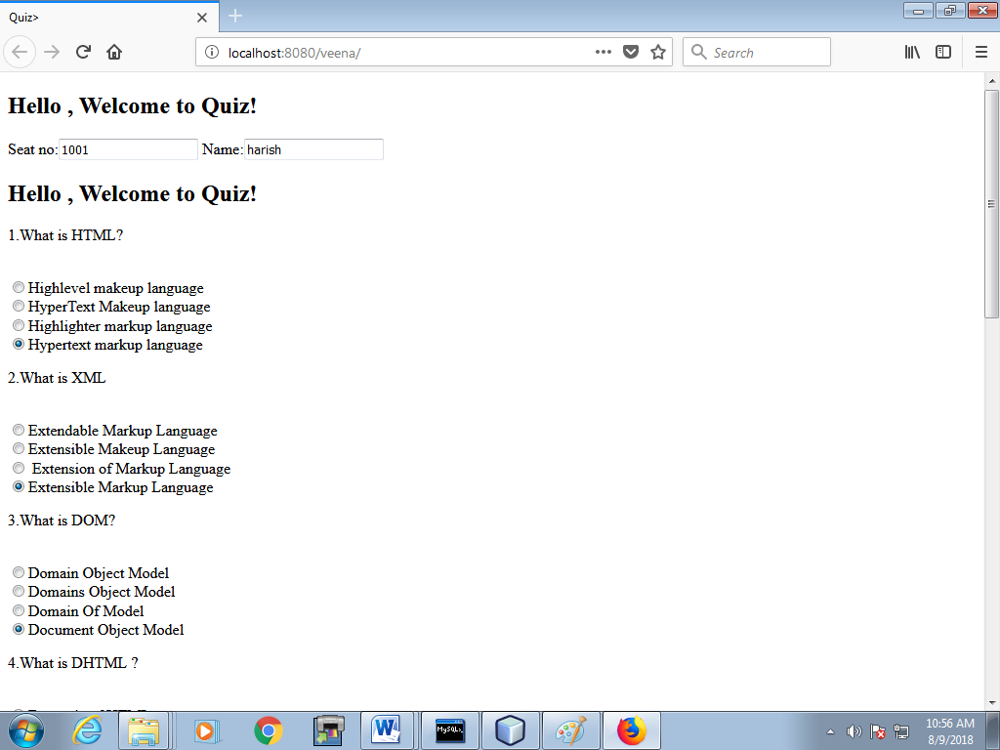 Quiz>
localhost:8080/veena/
Search
Hello , Welcome to Quiz!
Seat no: 1001 Name: harish
Hello , Welcome to Quiz!
1.What is HTML?
Highlevel makeup language
HyperText Makeup language
Highlighter markup language
Hypertext markup language
2.What is XML
Extendable Markup Language
Extensible Makeup Language
Extension of Markup Language
Extensible Markup Language
3.What is DOM?
Domain Object Model
Domains Object Model
Domain Of Model
Document Object Model
4.What is DHTML ?
10:56 AM
8/9/2018